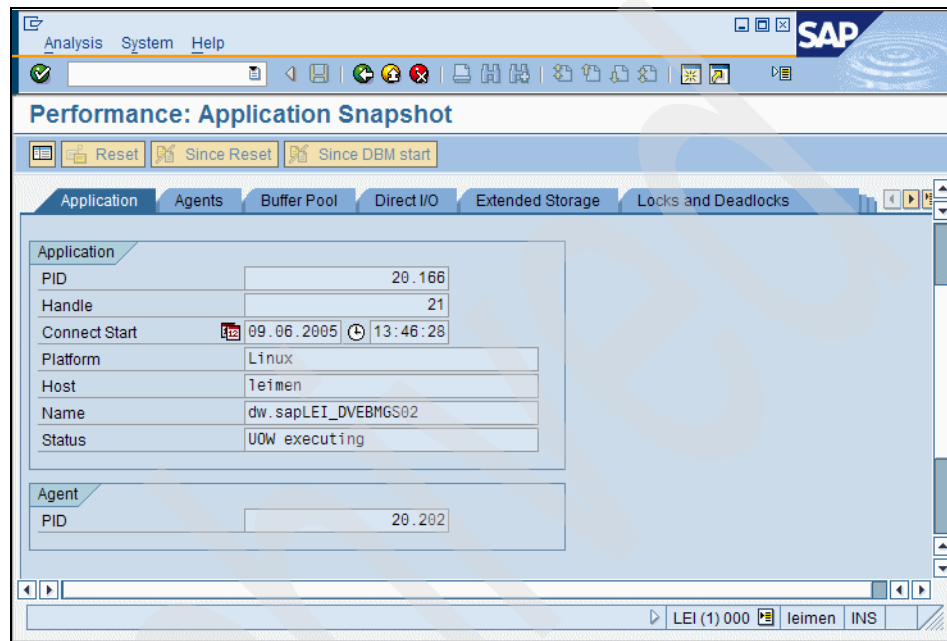 Analysis System Help
SAP
Performance: Application Snapshot
Reset Since Reset Since DBM start
Application Agents Buffer Pool Direct I/O Extended Storage Locks and Deadlocks
Application
PID 20.166
Handle 21
Connect Start 09.06.2005 13:46:28
Platform Linux
Host leimen
Name dw.sapLEI_DVEBMGS02
Status UOW executing
Agent
PID 20.202
LEI (1) 000 leimen INS